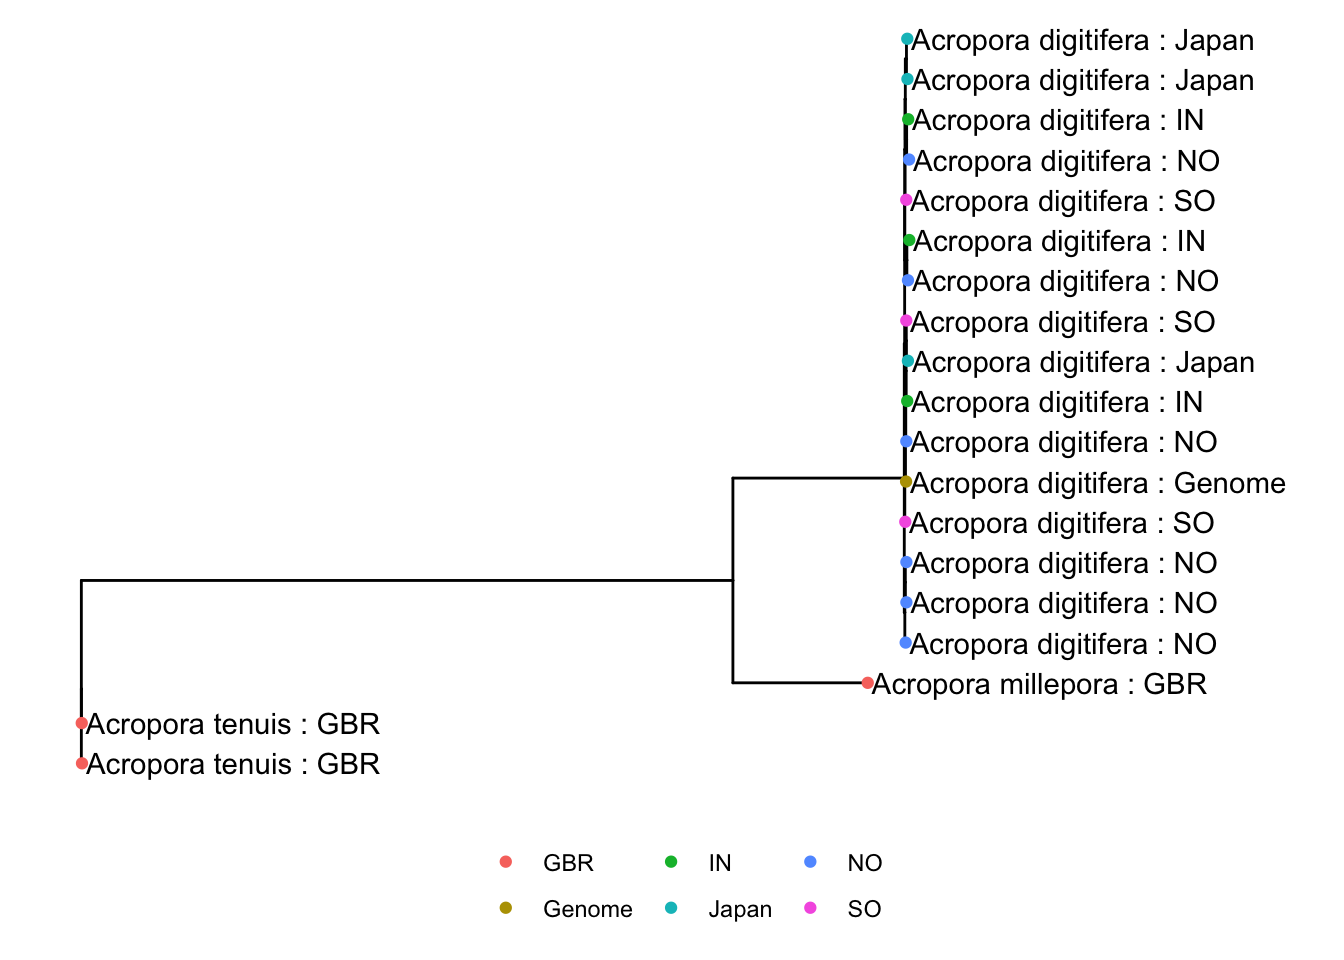 Acropora digitifera : Japan
Acropora digitifera : Japan
Acropora digitifera : IN
Acropora digitifera : NO
Acropora digitifera : SO
Acropora digitifera : IN
Acropora digitifera : NO
Acropora digitifera : SO
Acropora digitifera : Japan
Acropora digitifera : IN
Acropora digitifera : NO
Acropora digitifera : Genome
Acropora digitifera : SO
Acropora digitifera : NO
Acropora digitifera : NO
Acropora digitifera : NO
Acropora millepora : GBR
Acropora tenuis : GBR
Acropora tenuis : GBR
GBR IN NO
Genome Japan SO